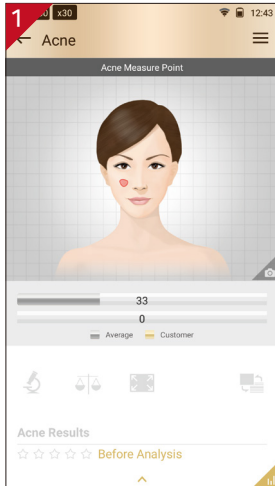 1
x30
12:43
Acne
Acne Measure Point
33
0
Average
Customer
Acne Results
Before Analysis